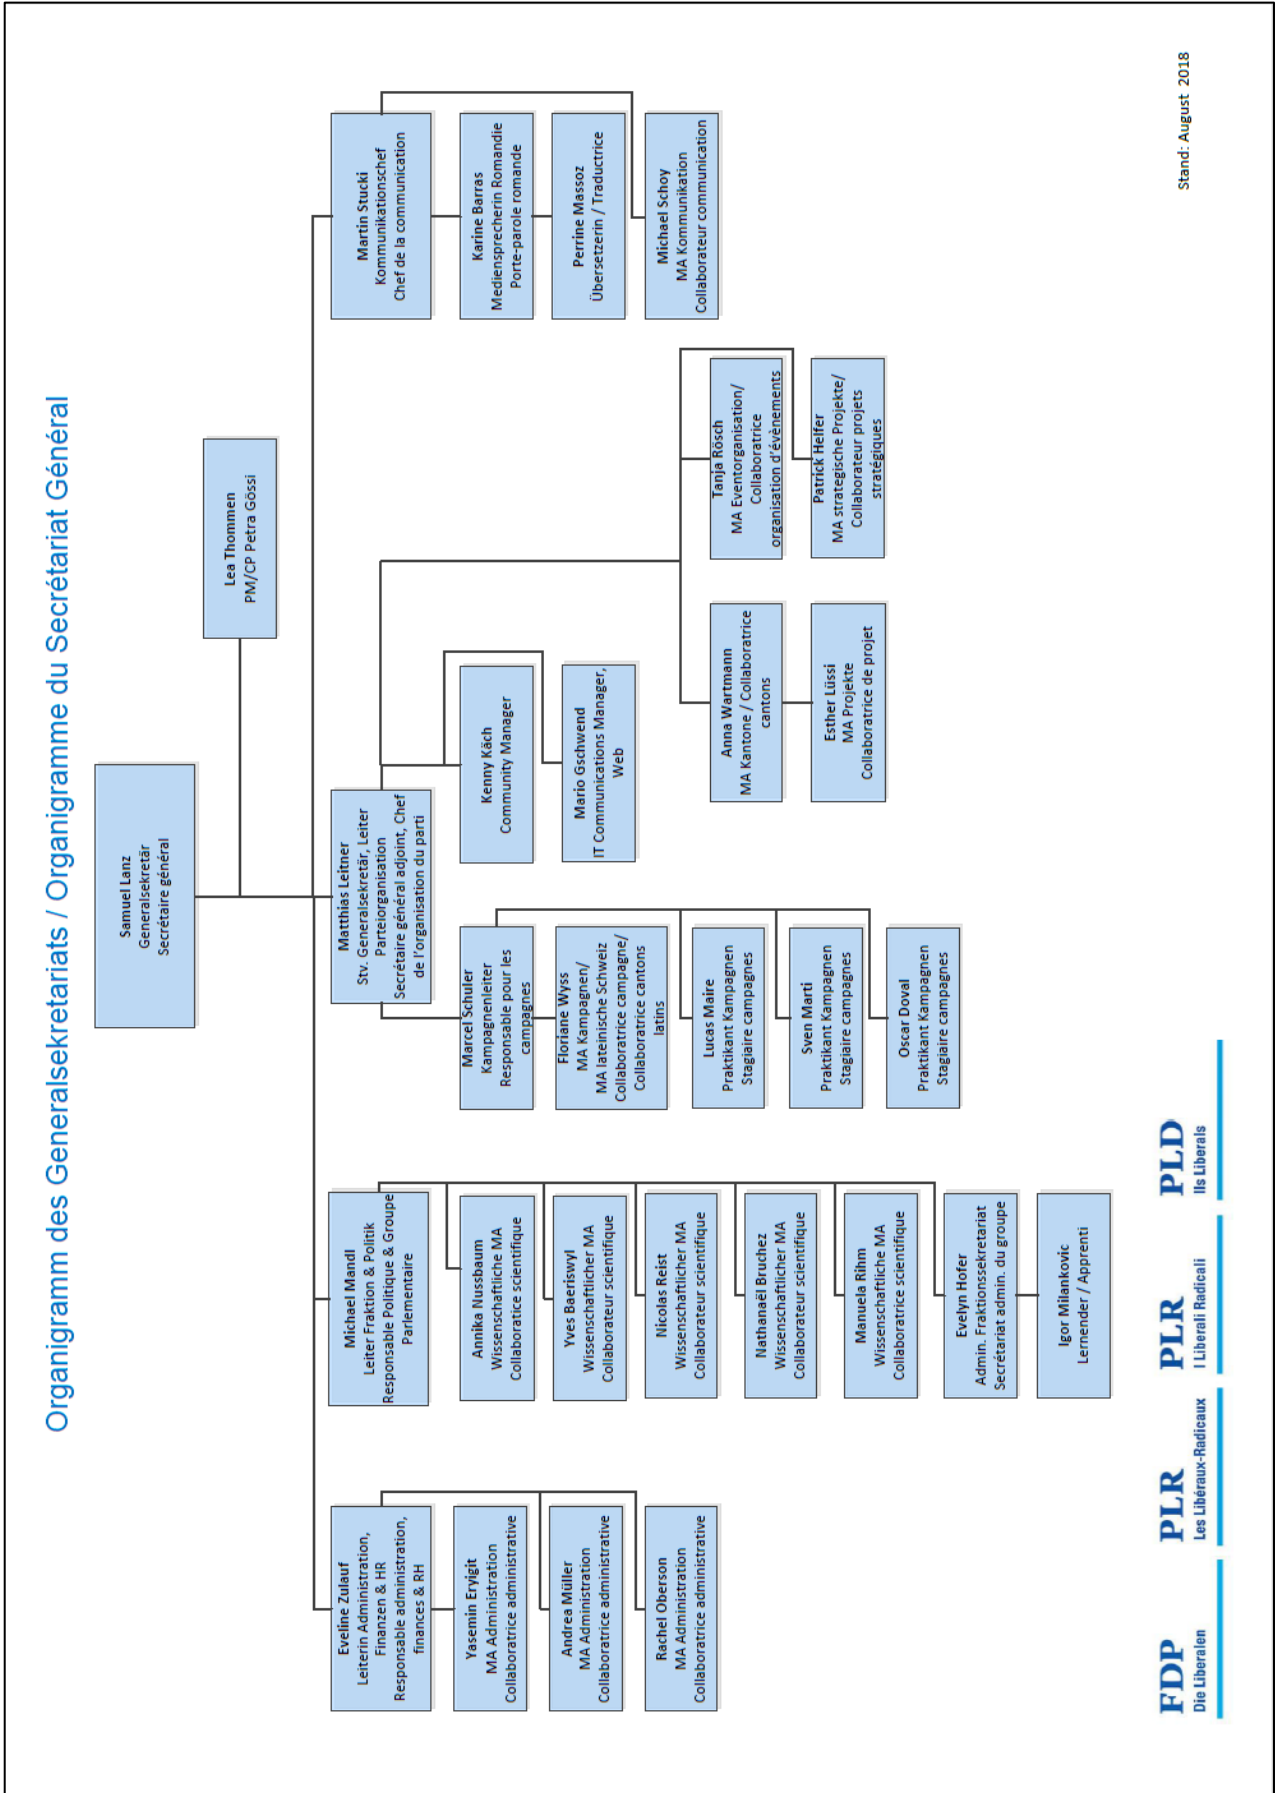 Organigramm des Generalsekretariats / Organigramme du Secrétariat Général
Samuel Lanz
Generalsekretär
Secrétaire général
Lea Thommen
PM/CP Petra Gössi
Eveline Zulauf
Leiterin Administration,
Finanzen & HR
Responsable administration,
finances & RH
Yasemin Eryigit
MA Administration
Collaboratrice administrative
Andrea Müller
MA Administration
Collaboratrice administrative
Rachel Oberson
MA Administration
Collaboratrice administrative
Michael Mandl
Leiter Fraktion & Politik
Responsable Politique & Groupe
Parlementaire
Annika Nussbaum
Wissenschaftliche MA
Collaboratice scientifique
Yves Baeriswyl
Wissenschaftlicher MA
Collaborateur scientifique
Nicolas Reist
Wissenschaftlicher MA
Collaborateur scientifique
Nathanaël Bruchez
Wissenschaftlicher MA
Collaborateur scientifique
Manuela Rihm
Wissenschaftliche MA
Collaboratrice scientifique
Evelyn Hofer
Admin. Fraktionssekretariat
Secrétariat admin. du groupe
Igor Milankovic
Lernender / Apprenti
Matthias Leitner
Stv. Generalsekretär, Leiter
Parteiorganisation
Secrétaire général adjoint, Chef
de l'organisation du parti
Marcel Schuler
Kampagnenleiter
Responsable pour les
campagnes
Floriane Wyss
MA Kampagnen/
MA lateinische Schweiz
Collaboratrice campagne/
Collaboratrice cantons
latins
Lucas Maire
Praktikant Kampagnen
Stagiaire campagnes
Sven Marti
Praktikant Kampagnen
Stagiaire campagnes
Oscar Doval
Praktikant Kampagnen
Stagiaire campagnes
Kenny Käch
Community Manager
Mario Gschwend
IT Communications Manager,
Web
Anna Wartmann
MA Kantone / Collaboratrice
cantons
Esther Lüssi
MA Projekte
Collaboratrice de projet
Tanja Rösch
MA Eventorganisation/
Collaboratrice
organisation d'évènements
Patrick Helfer
MA strategische Projekte/
Collaborateur projets
stratégiques
Martin Stucki
Kommunikationschef
Chef de la communication
Karine Barras
Mediensprecherin Romandie
Porte-parole romande
Perrine Massoz
Übersetzerin / Traductrice
Michael Schoy
MA Kommunikation
Collaborateur communication
FDP
Die Liberalen
PLR
Les Libéraux-Radicaux
PLR
I Liberali Radicali
PLD
Ils Liberals
Stand: August 2018